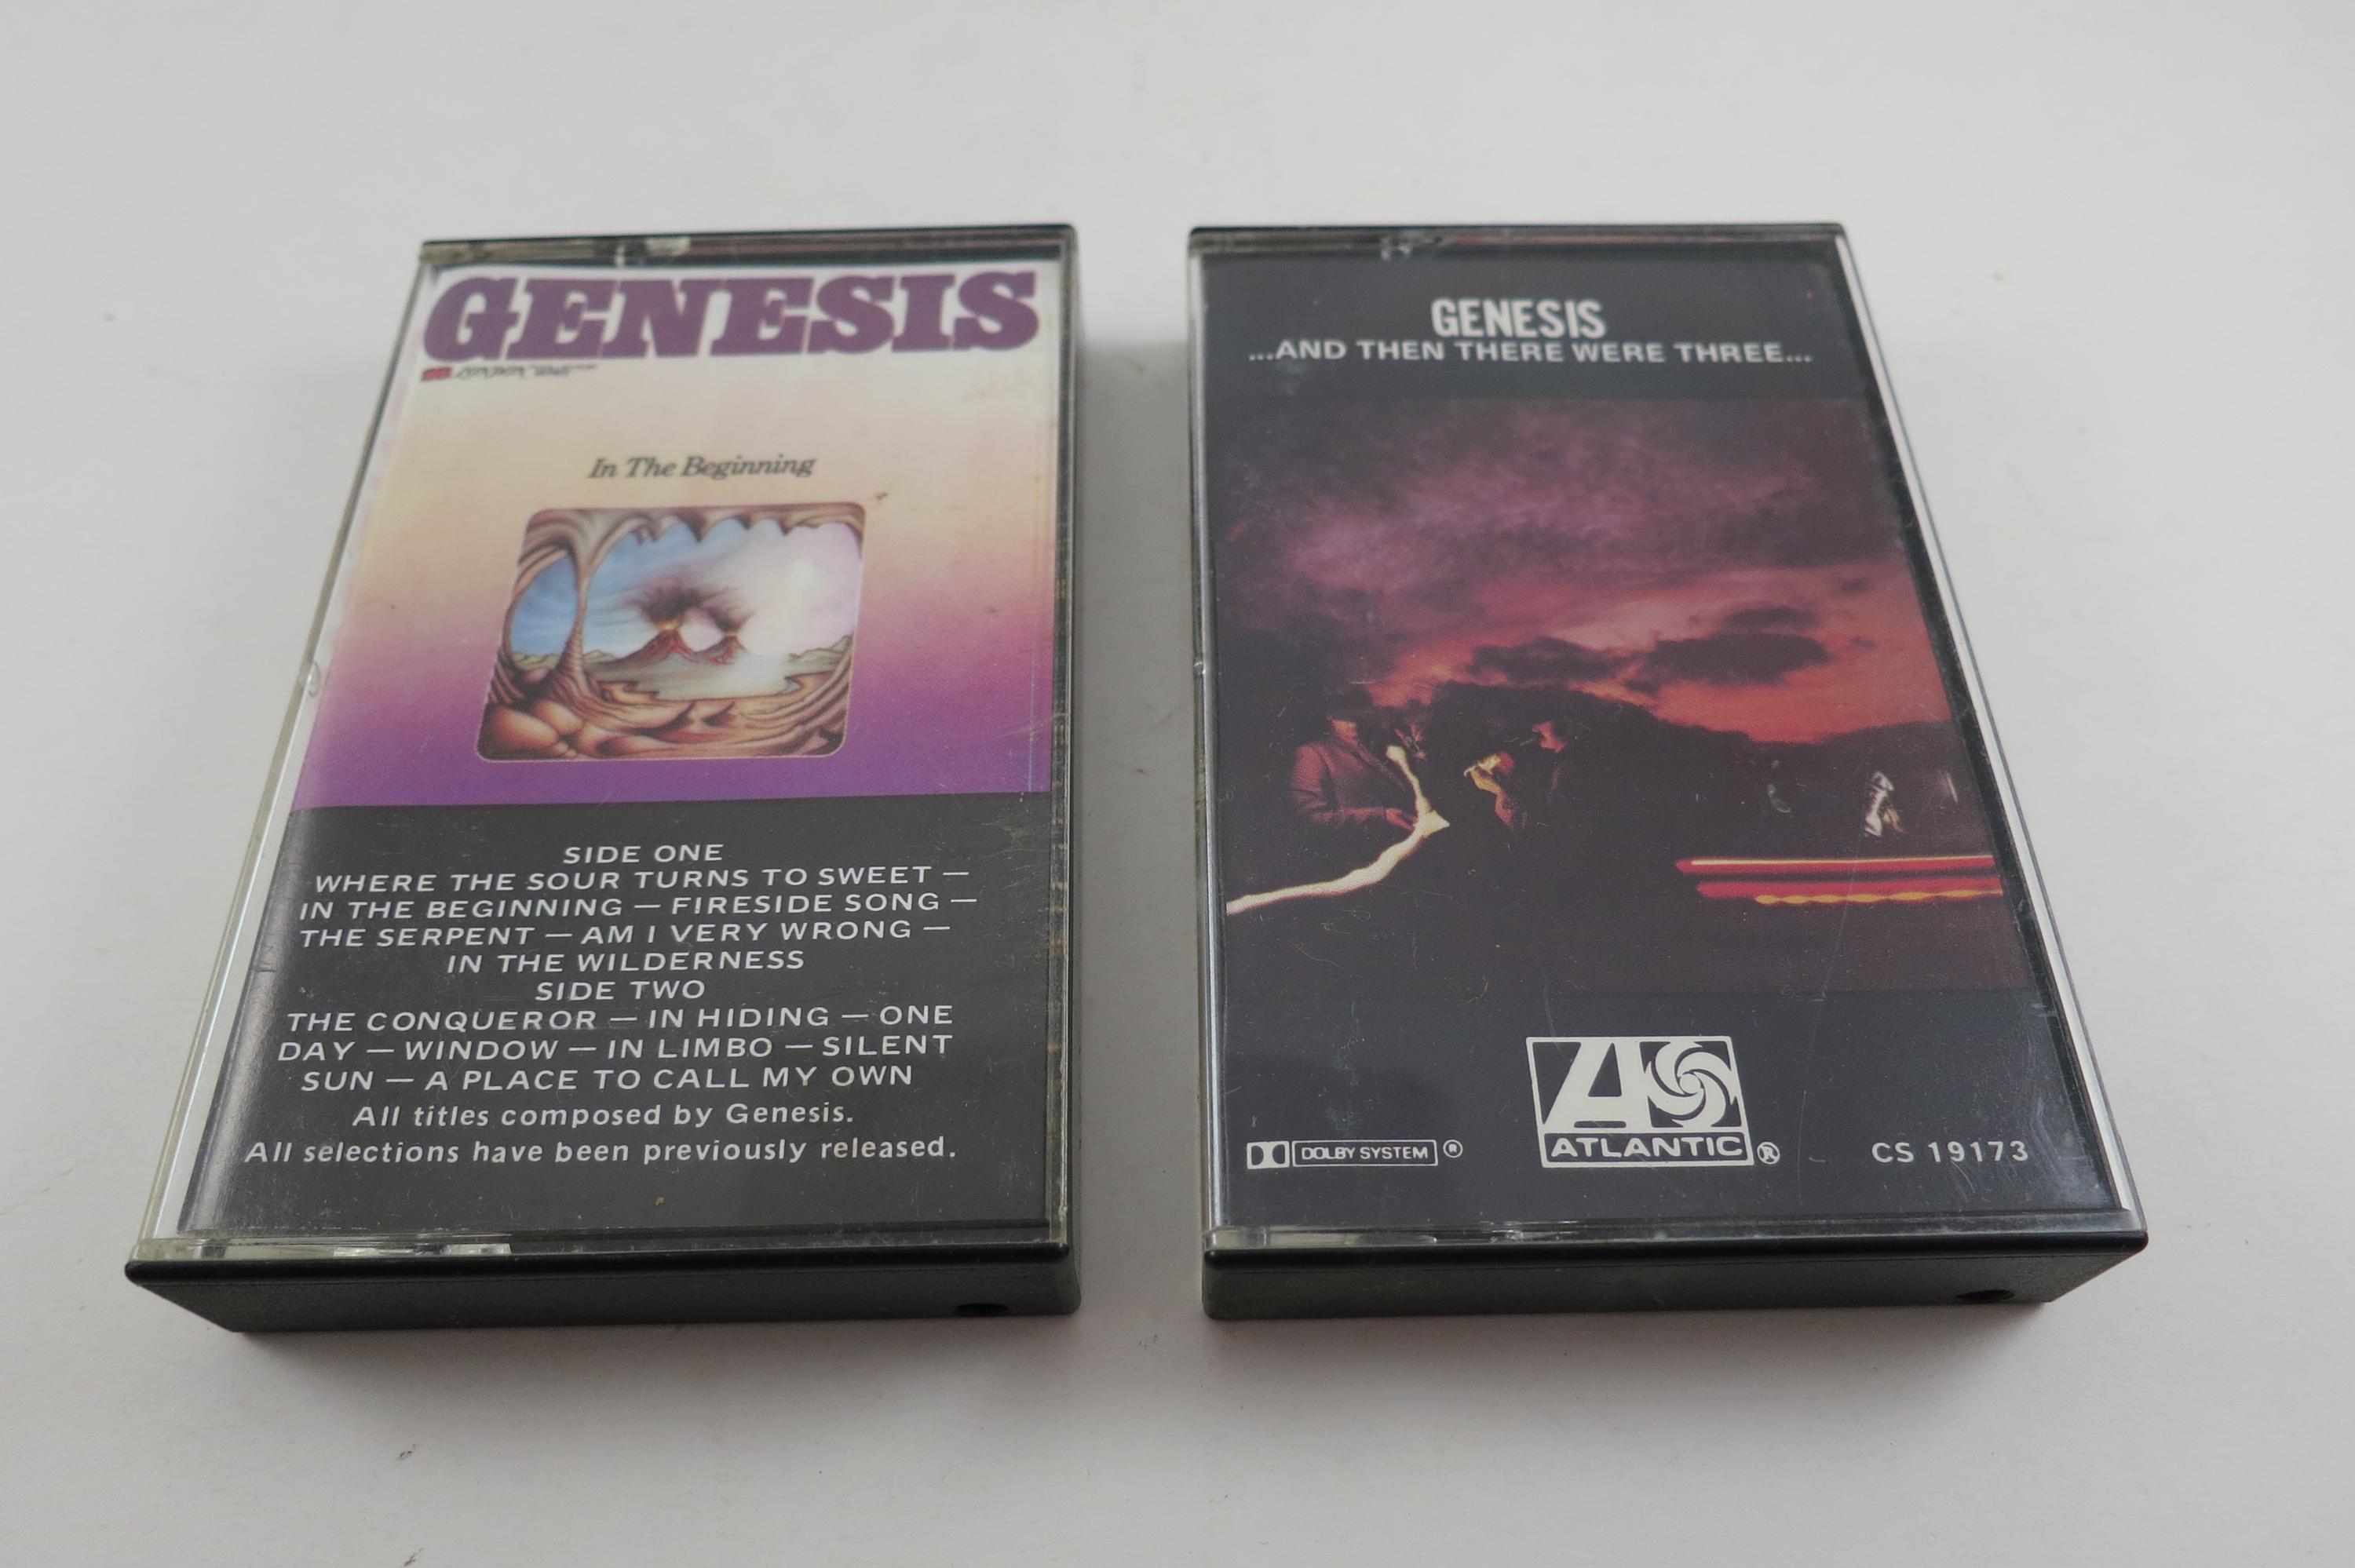 GENESIS
LONDON
In The Beginning
SIDE ONE
WHERE THE SOUR TURNS TO SWEET —
IN THE BEGINNING — FIRESIDE SONG —
THE SERPENT — AM I VERY WRONG —
IN THE WILDERNESS
SIDE TWO
THE CONQUEROR — IN HIDING — ONE
DAY — WINDOW — IN LIMBO — SILENT
SUN — A PLACE TO CALL MY OWN
All titles composed by Genesis.
All selections have been previously released.
GENESIS
...AND THEN THERE WERE THREE...
DOLBY SYSTEM ®
A
ATLANTIC ®
CS 19173